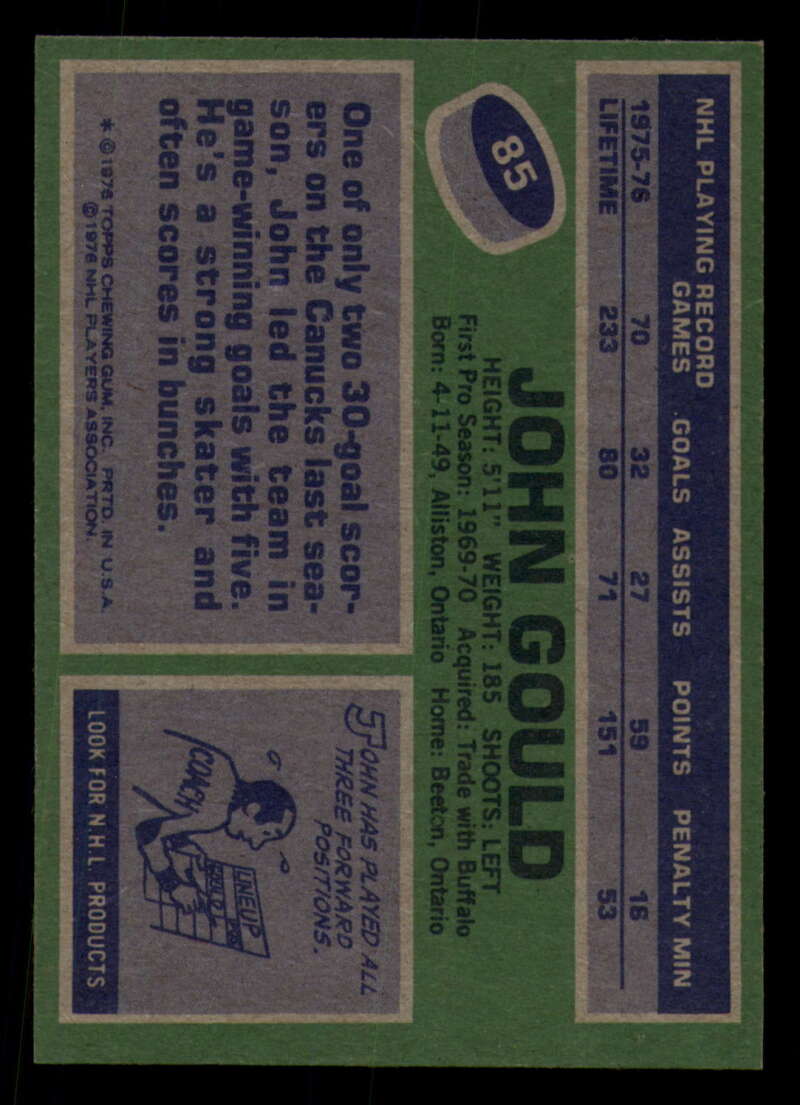 NHL PLAYING RECORD
GAMES GOALS ASSISTS POINTS PENALTY MIN
1975-76 70 32 27 59 16
LIFETIME 233 80 71 151 53
85
JOHN GOULD
HEIGHT: 5'11" WEIGHT: 185 SHOOTS: LEFT
First Pro Season: 1969-70 Acquired: Trade with Buffalo
Born: 4-11-49, Alliston, Ontario Home: Beeton, Ontario
One of only two 30-goal scor-
ers on the Canucks last sea-
son, John led the team in
game-winning goals with five.
He's a strong skater and
often scores in bunches.
* © 1976 TOPPS CHEWING GUM, INC. PRTD. IN U.S.A.
© 1976 NHL PLAYERS ASSOCIATION.
JOHN HAS PLAYED ALL
THREE FORWARD
POSITIONS.
COACH
LINEUP
GOULD
LOOK FOR N.H.L. PRODUCTS